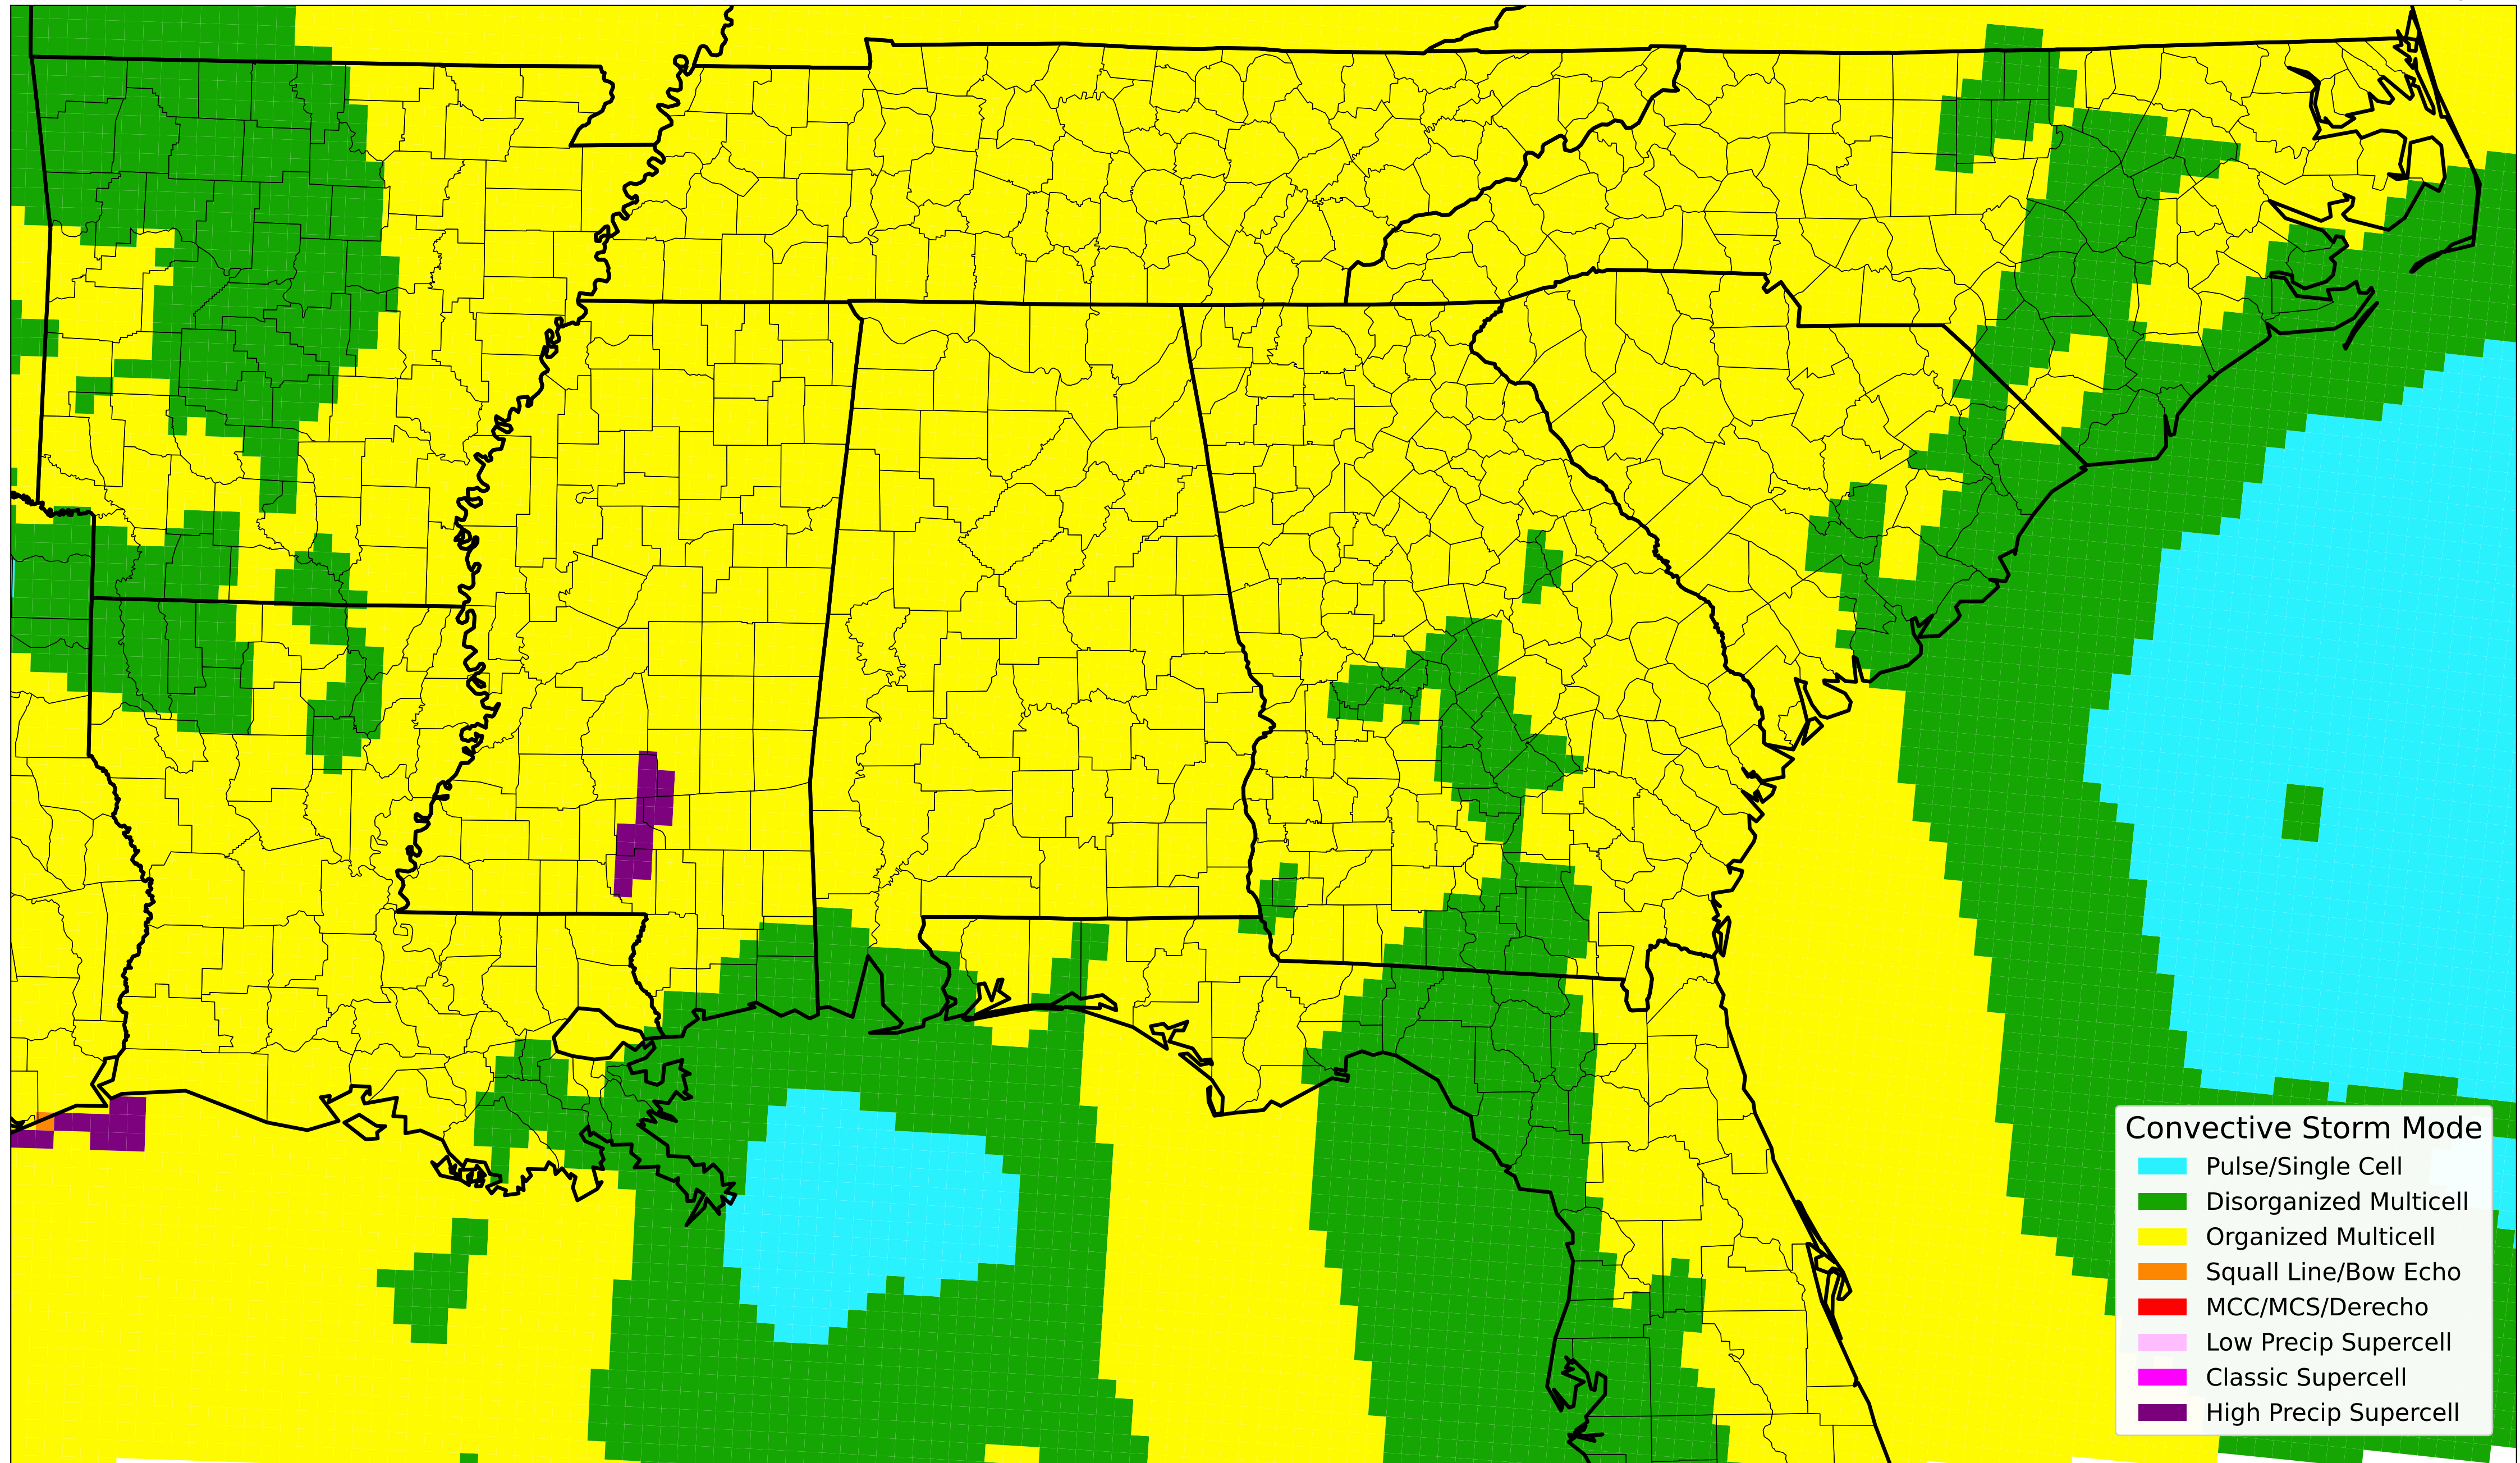 Convective Storm Mode
Pulse/Single Cell
Disorganized Multicell
Organized Multicell
Squall Line/Bow Echo
MCC/MCS/Derecho
Low Precip Supercell
Classic Supercell
High Precip Supercell